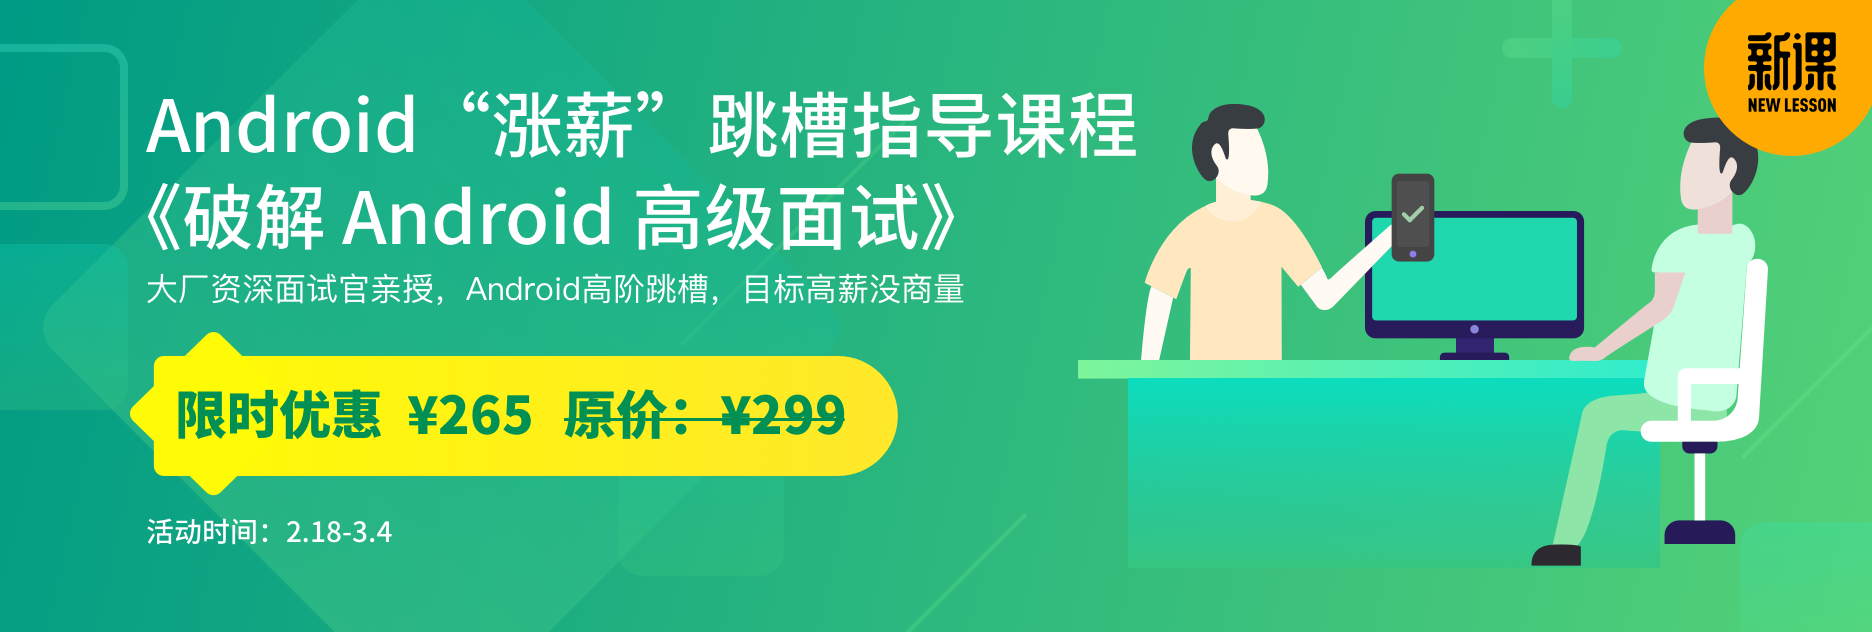 Android “涨薪” 跳槽指导课程
《破解 Android 高级面试》
大厂资深面试官亲授，Android高阶跳槽，目标高薪没商量
限时优惠 ¥265 原价：¥299
活动时间：2.18-3.4
新课
NEW LESSON